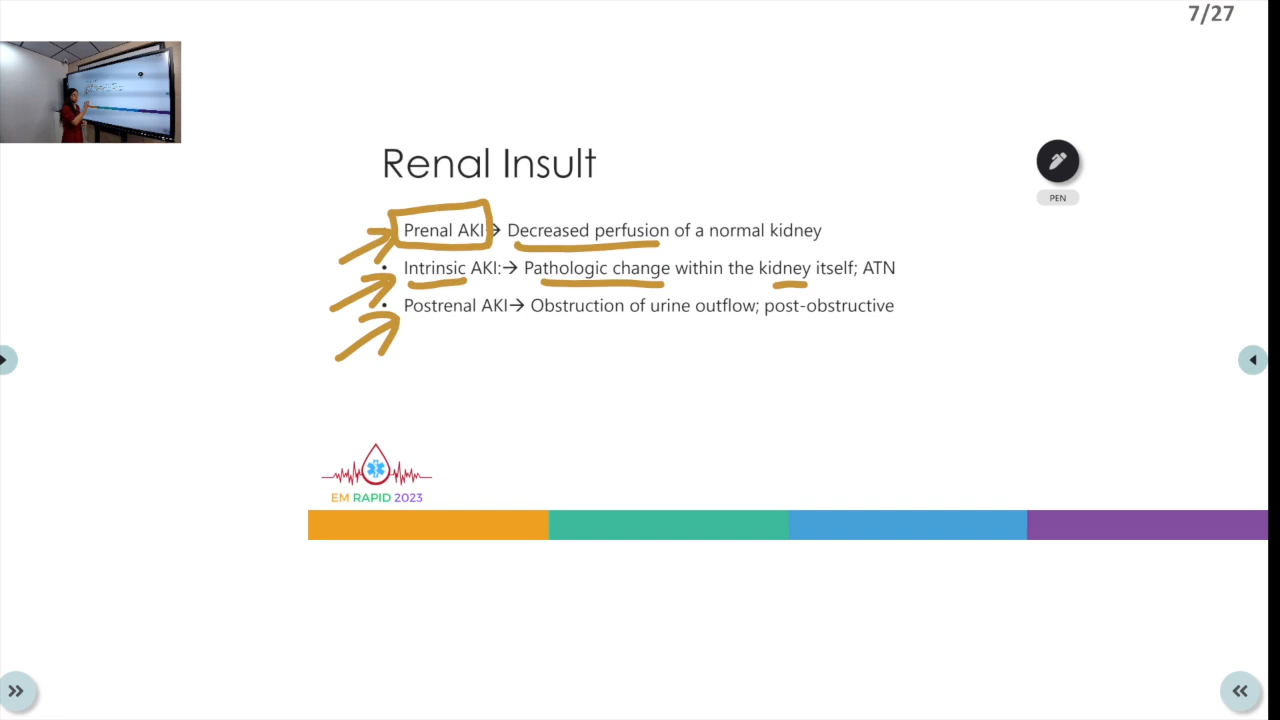 7/27
Renal Insult
PEN
Prenal AKI→ Decreased perfusion of a normal kidney
• Intrinsic AKI:→ Pathologic change within the kidney itself; ATN
• Postrenal AKI→ Obstruction of urine outflow; post-obstructive
EM RAPID 2023